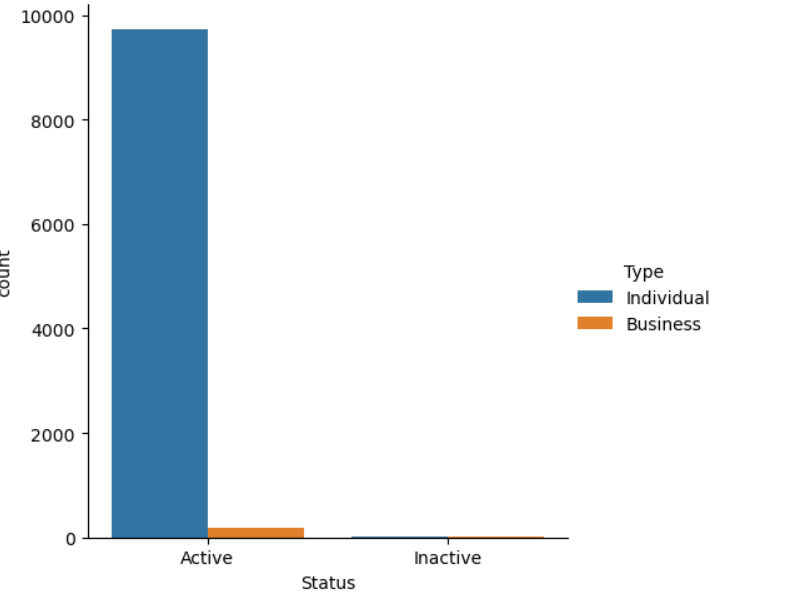 10000
8000
6000
4000
2000
0
count
Active
Inactive
Status
Type
Individual
Business